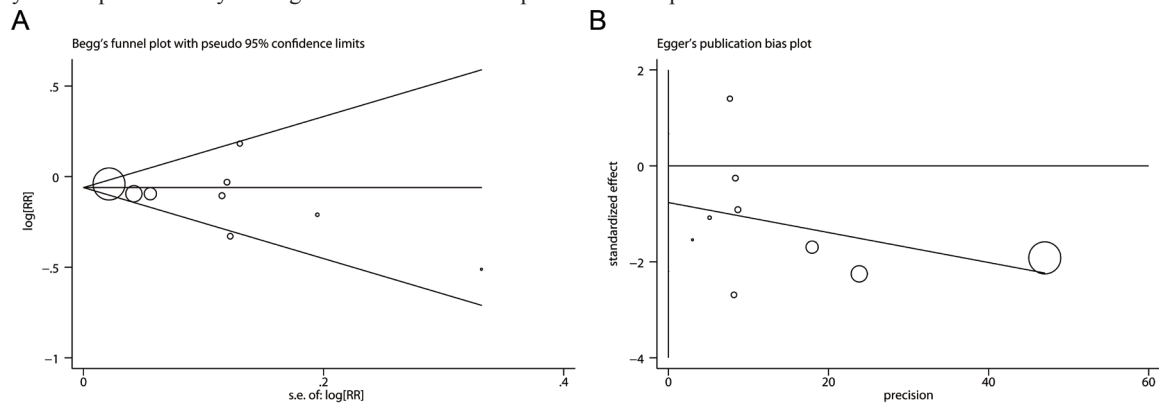 A
Begg's funnel plot with pseudo 95% confidence limits
.5
0
−.5
−1
log[RR]
0
.2
.4
s.e. of: log[RR]
B
Egger's publication bias plot
2
0
−2
−4
standardized effect
0
20
40
60
precision